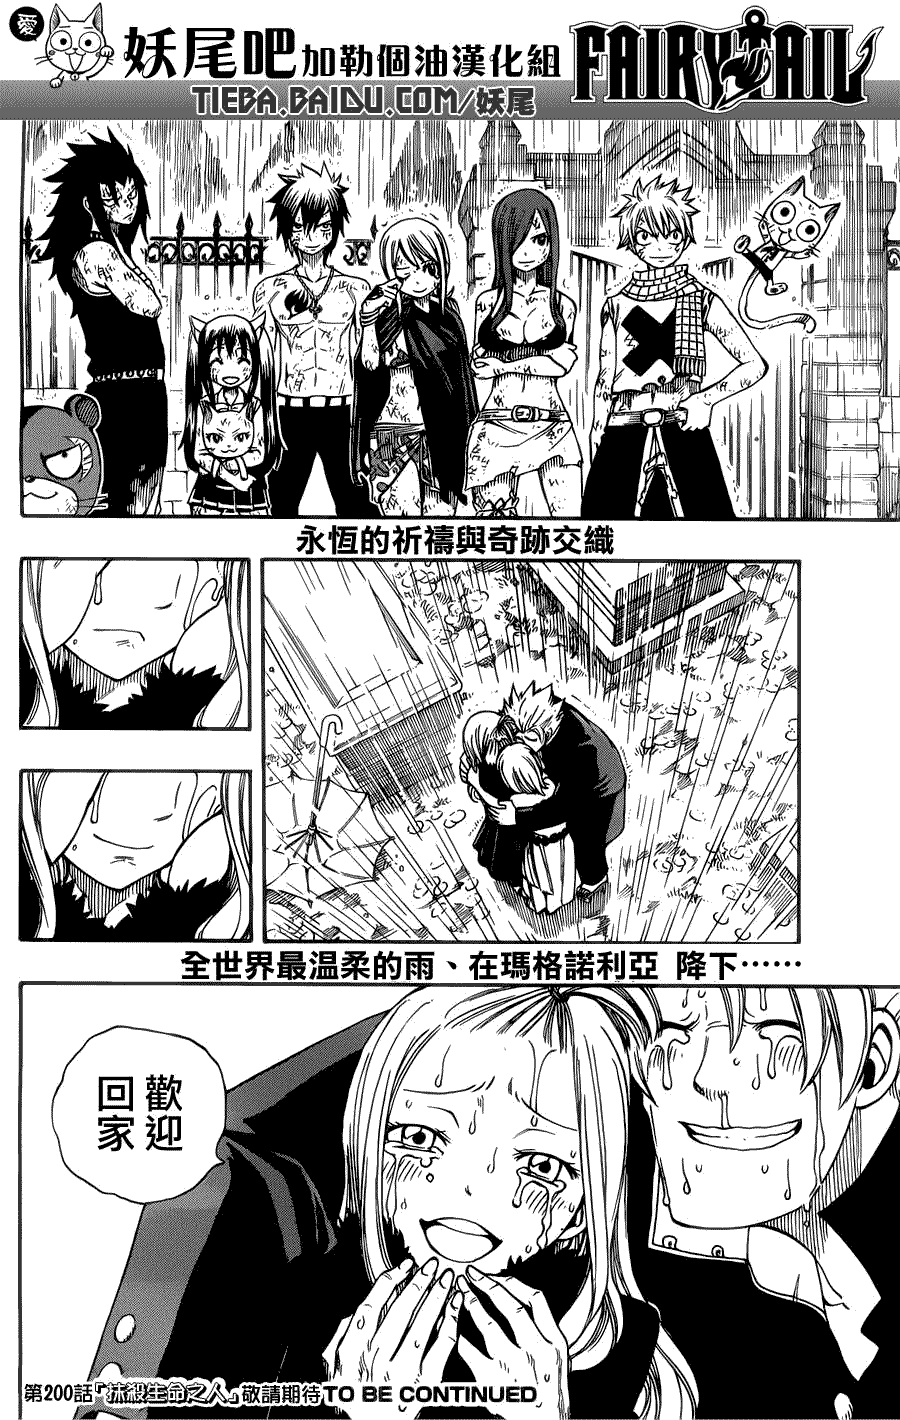 愛
妖尾吧 加勒個油漢化組
FAIRY TAIL
TIEBA.BAIDU.COM/妖尾
永恆的祈禱與奇跡交織
全世界最溫柔的雨、在瑪格諾利亞 降下……
歡迎
回家
第200話「抹殺生命之人」敬請期待 TO BE CONTINUED